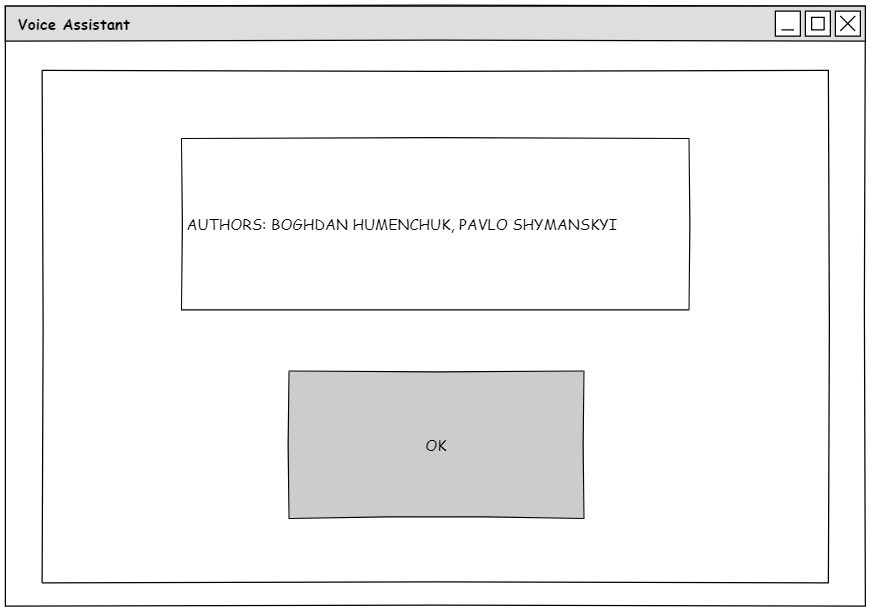 Voice Assistant
AUTHORS: BOGHDAN HUMENCHUK, PAVLO SHYMANSKYI
OK